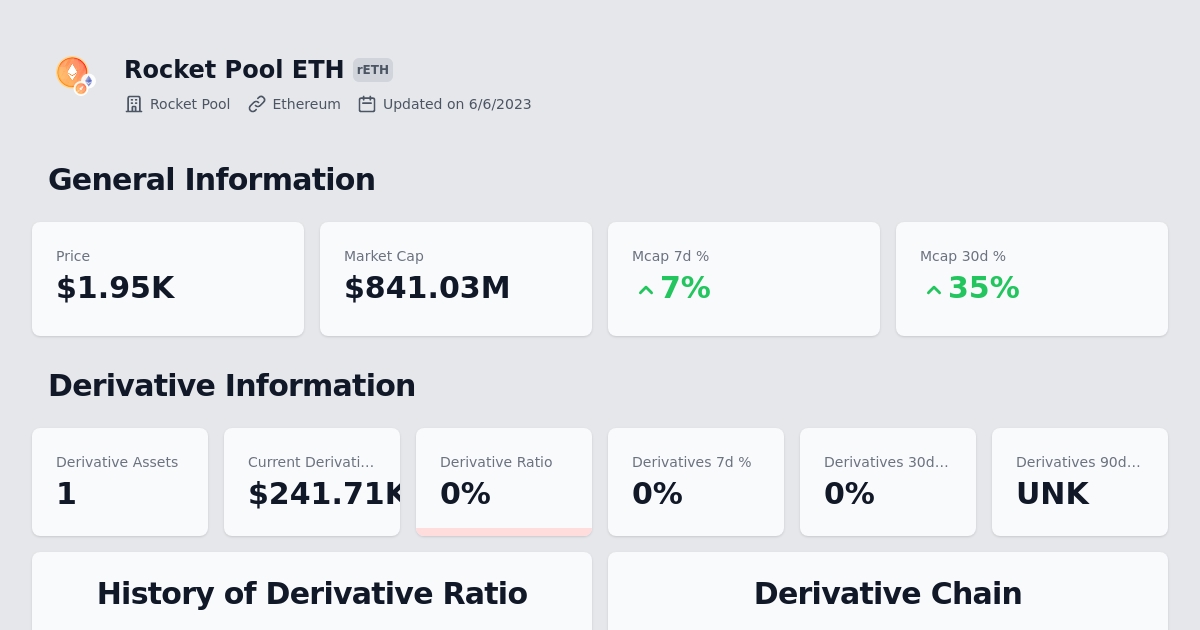 Rocket Pool ETH rETH
Rocket Pool Ethereum Updated on 6/6/2023
General Information
Price
$1.95K
Market Cap
$841.03M
Mcap 7d %
7%
Mcap 30d %
35%
Derivative Information
Derivative Assets
1
Current Derivati...
$241.71K
Derivative Ratio
0%
Derivatives 7d %
0%
Derivatives 30d...
0%
Derivatives 90d...
UNK
History of Derivative Ratio
Derivative Chain